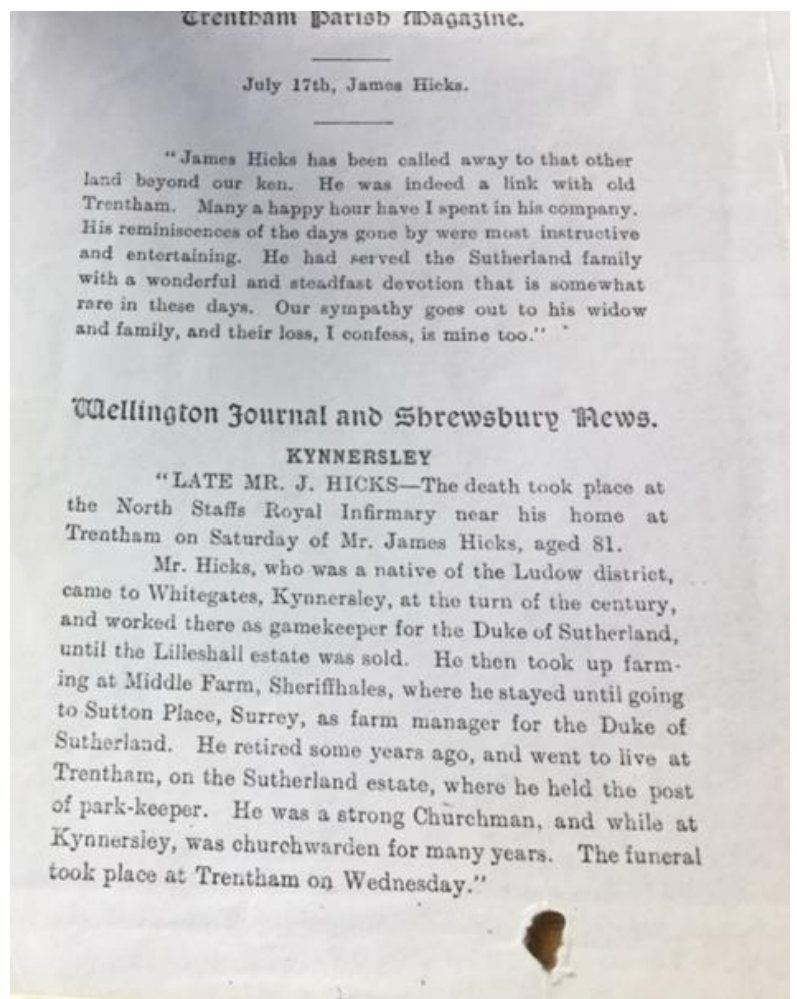 Trentham Parish Magazine.
July 17th, James Hicks.
"James Hicks has been called away to that other
land beyond our ken. He was indeed a link with old
Trentham. Many a happy hour have I spent in his company.
His reminiscences of the days gone by were most instructive
and entertaining. He had served the Sutherland family
with a wonderful and steadfast devotion that is somewhat
rare in these days. Our sympathy goes out to his widow
and family, and their loss, I confess, is mine too."
Wellington Journal and Shrewsbury News.
KYNNERSLEY
"LATE MR. J. HICKS—The death took place at
the North Staffs Royal Infirmary near his home at
Trentham on Saturday of Mr. James Hicks, aged 81.
Mr. Hicks, who was a native of the Ludow district,
came to Whitegates, Kynnersley, at the turn of the century,
and worked there as gamekeeper for the Duke of Sutherland,
until the Lilleshall estate was sold. He then took up farm-
ing at Middle Farm, Sheriffhales, where he stayed until going
to Sutton Place, Surrey, as farm manager for the Duke of
Sutherland. He retired some years ago, and went to live at
Trentham, on the Sutherland estate, where he held the post
of park-keeper. He was a strong Churchman, and while at
Kynnersley, was churchwarden for many years. The funeral
took place at Trentham on Wednesday."